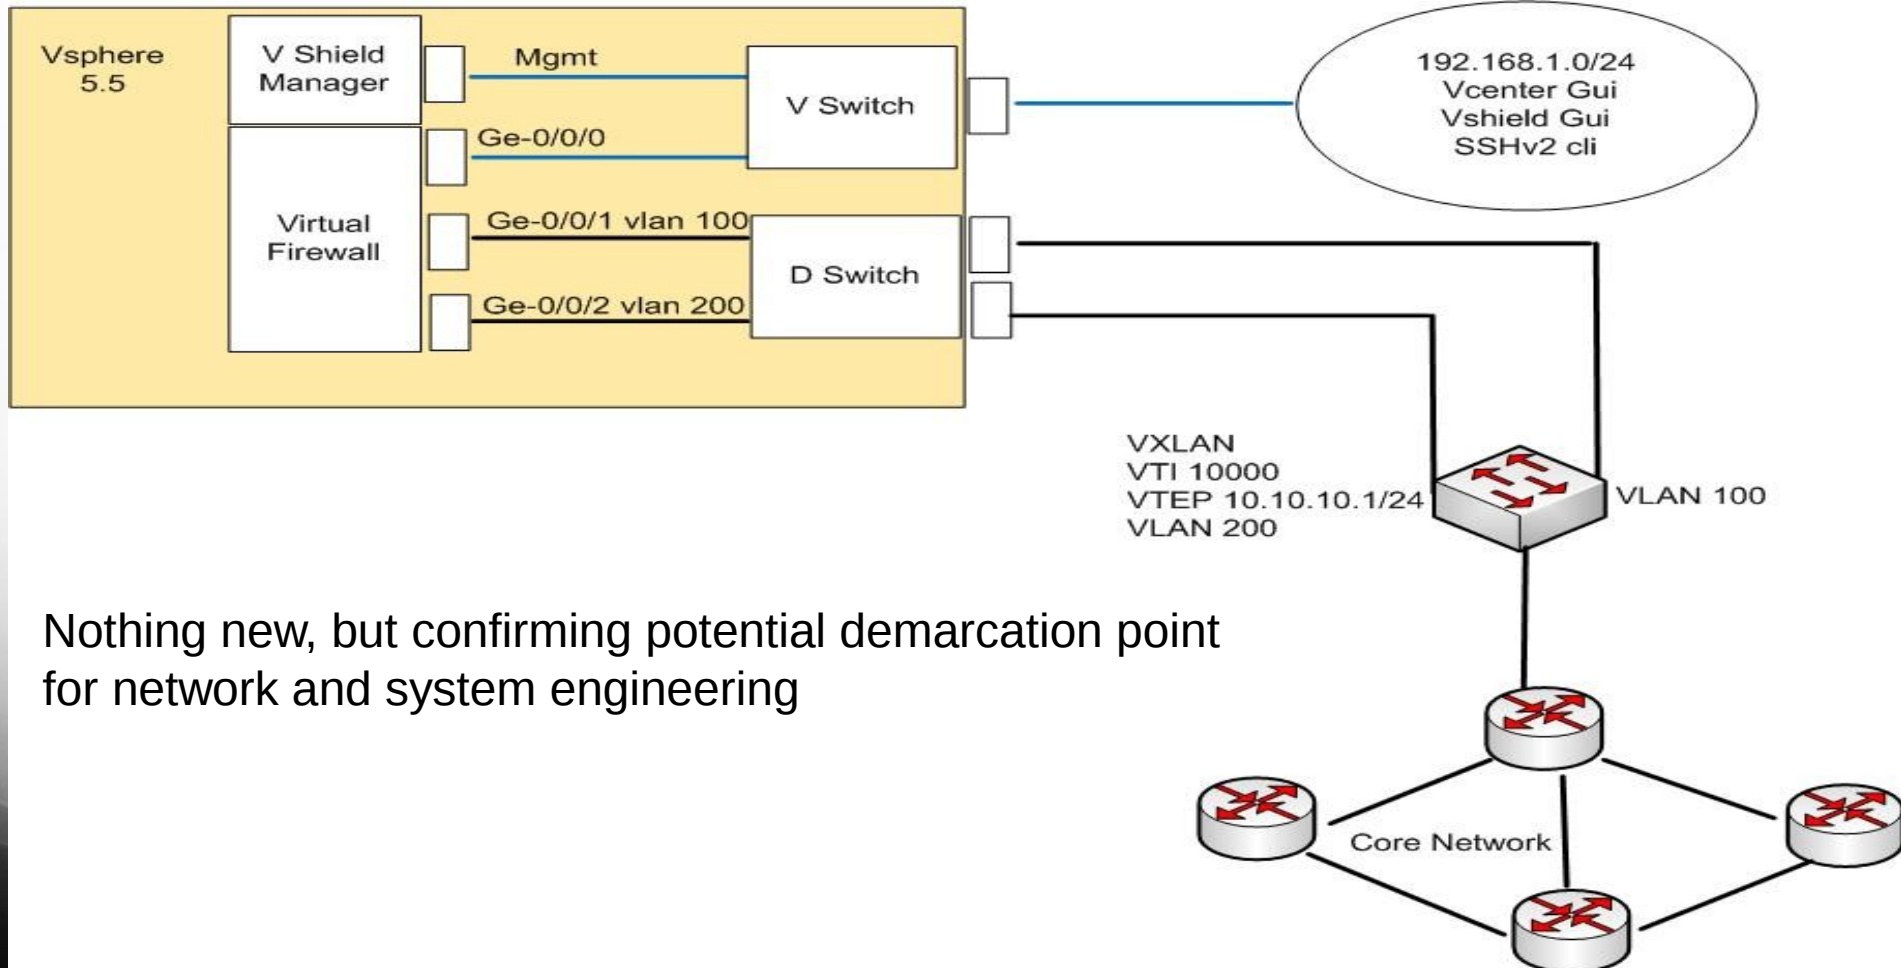 Vsphere
5.5
V Shield
Manager
Mgmt
V Switch
192.168.1.0/24
Vcenter Gui
Vshield Gui
SSHv2 cli
Ge-0/0/0
Virtual
Firewall
Ge-0/0/1 vlan 100
D Switch
Ge-0/0/2 vlan 200
VXLAN
VTI 10000
VTEP 10.10.10.1/24
VLAN 200
VLAN 100
Nothing new, but confirming potential demarcation point
for network and system engineering
Core Network